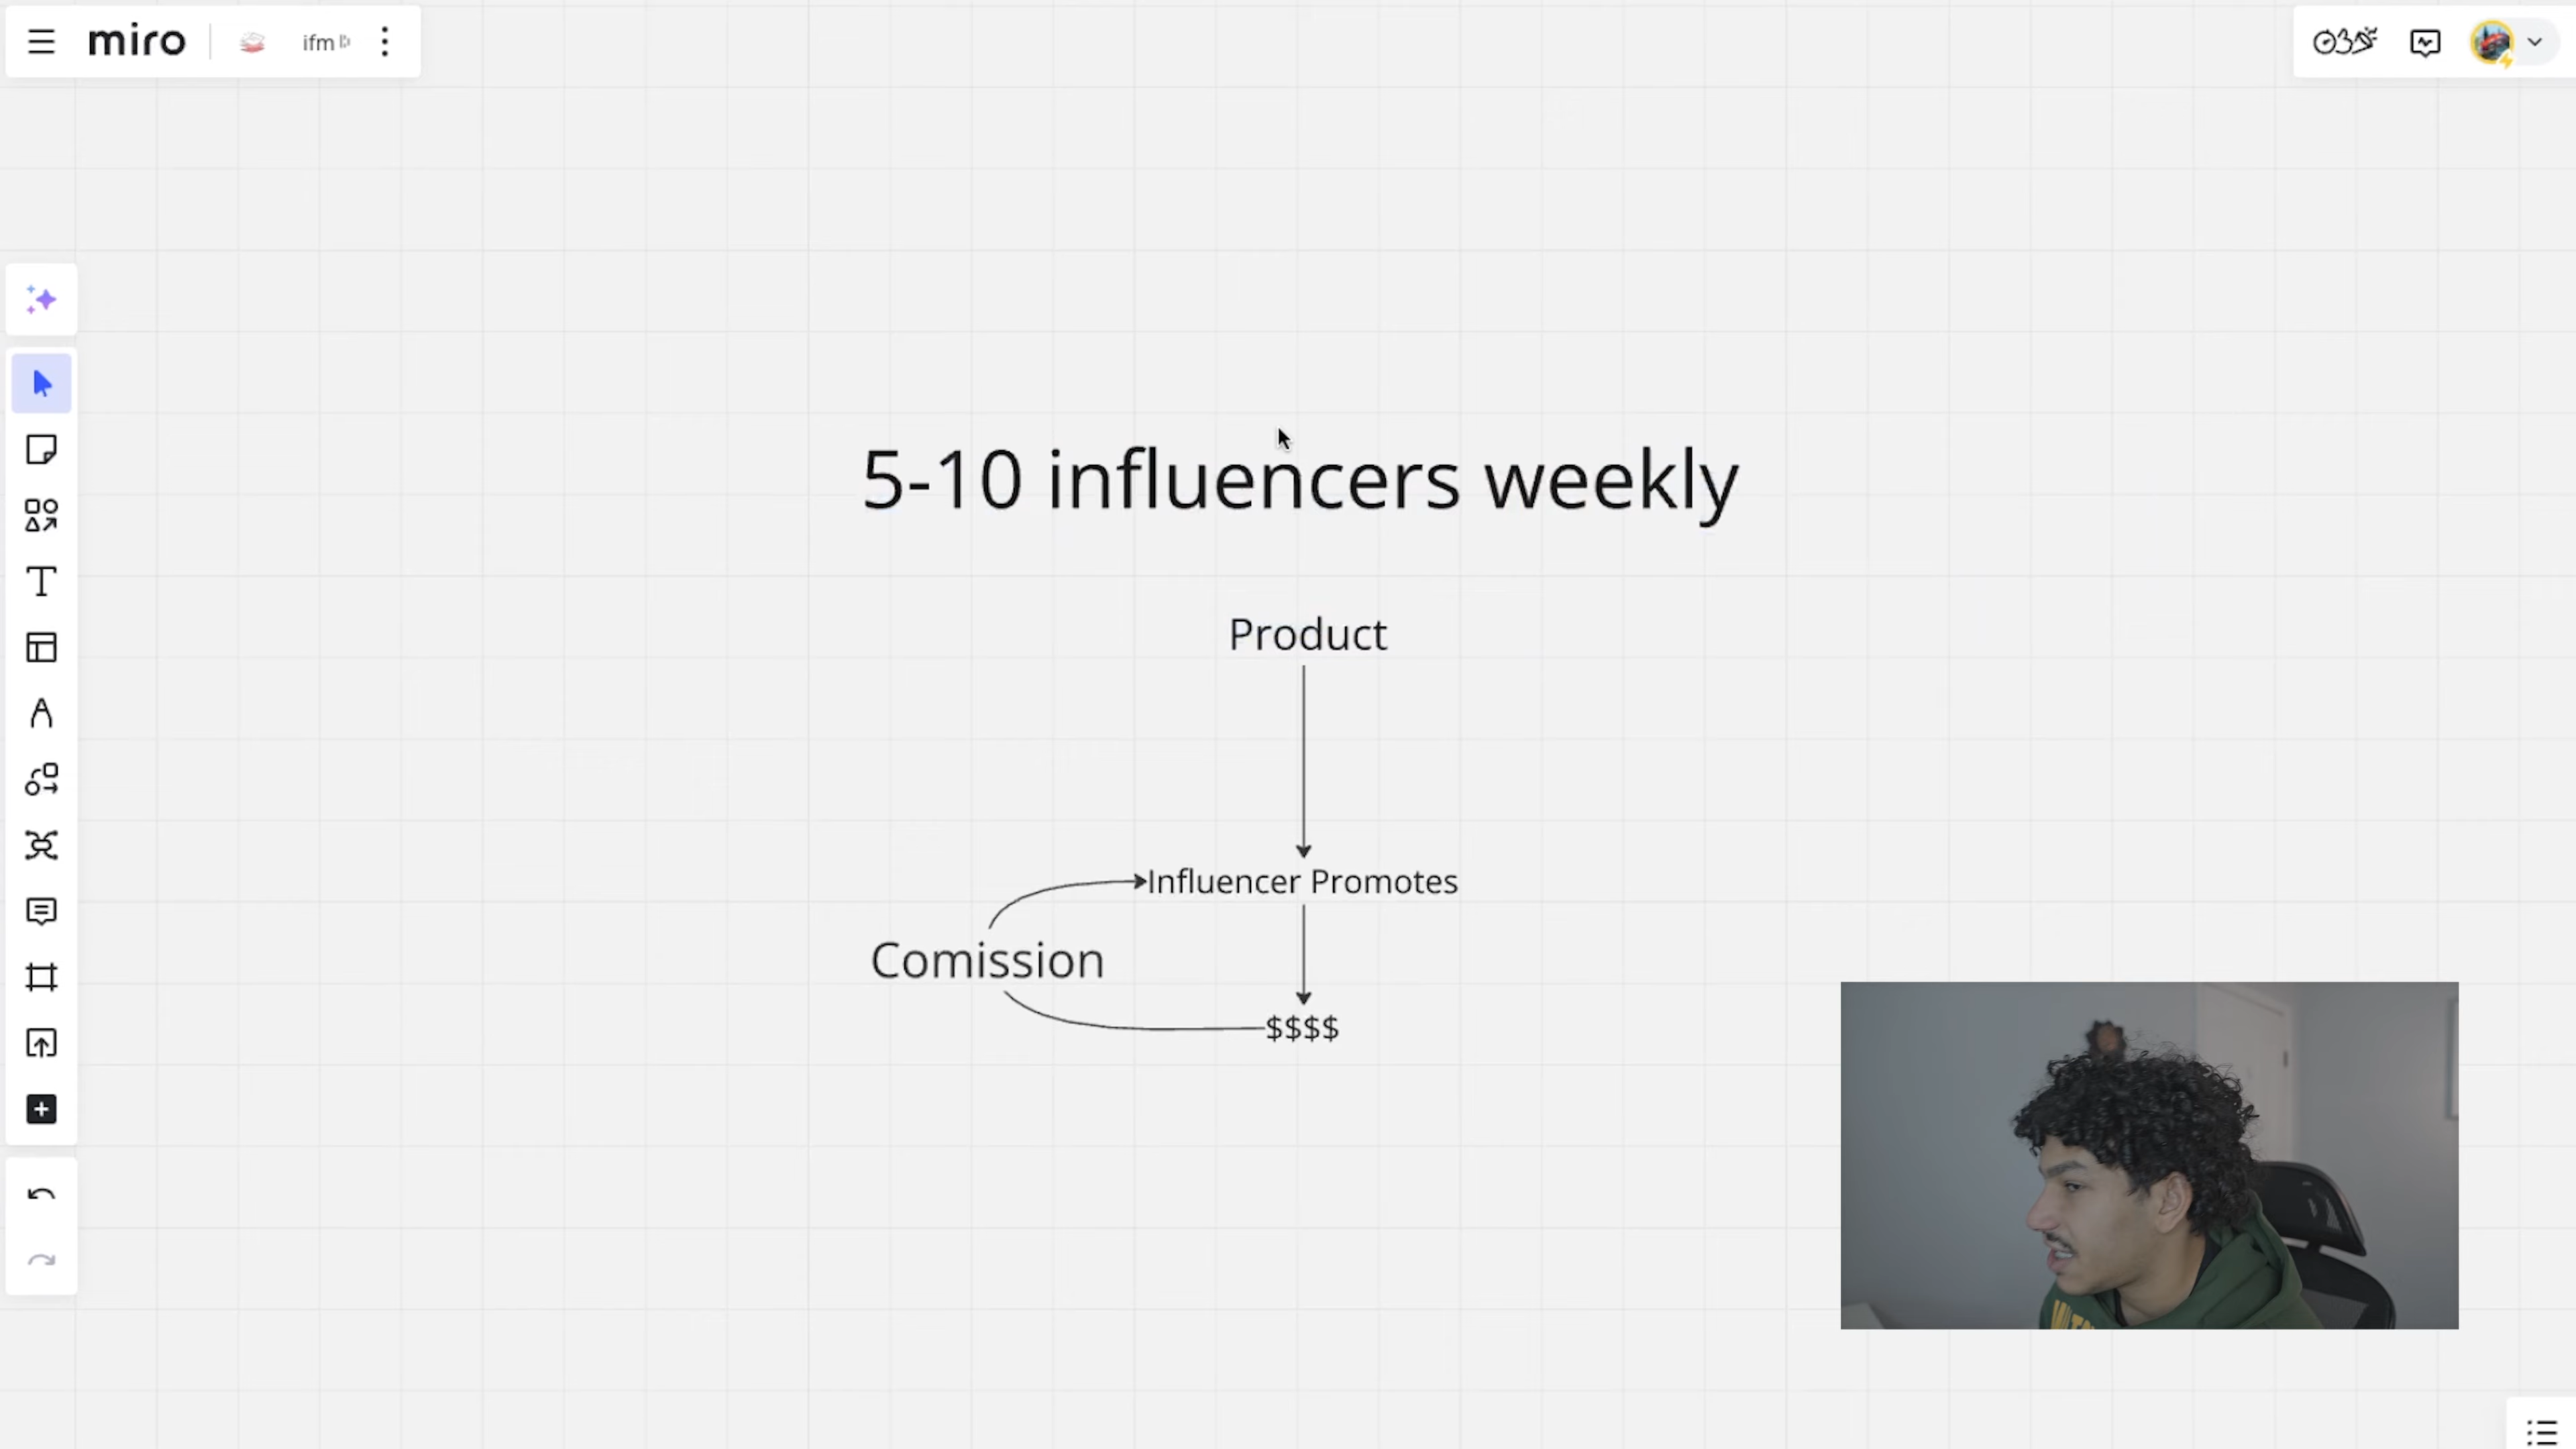 miro
ifm
5-10 influencers weekly
Product
Influencer Promotes
Comission
$$$$